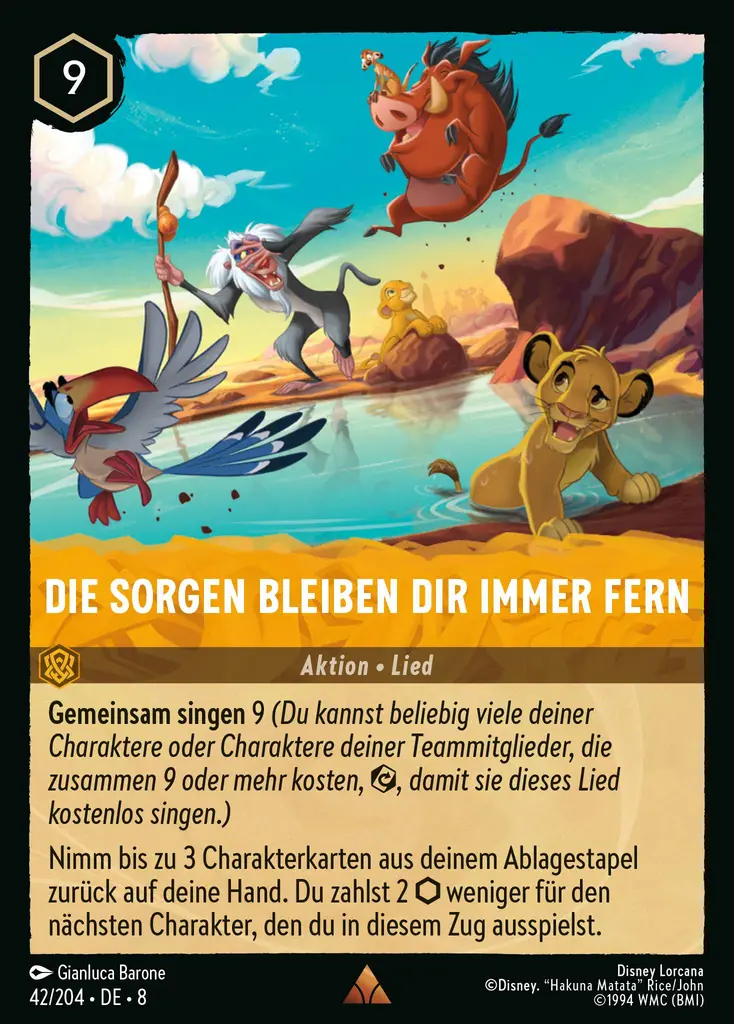 9
DIE SORGEN BLEIBEN DIR IMMER FERN
Aktion • Lied
Gemeinsam singen 9 (Du kannst beliebig viele deiner
Charaktere oder Charaktere deiner Teammitglieder, die
zusammen 9 oder mehr kosten, , damit sie dieses Lied
kostenlos singen.)
Nimm bis zu 3 Charakterkarten aus deinem Ablagestapel
zurück auf deine Hand. Du zahlst 2 weniger für den
nächsten Charakter, den du in diesem Zug ausspielst.
Gianluca Barone
42/204 • DE • 8
Disney Lorcana
©Disney. “Hakuna Matata” Rice/John
©1994 WMC (BMI)